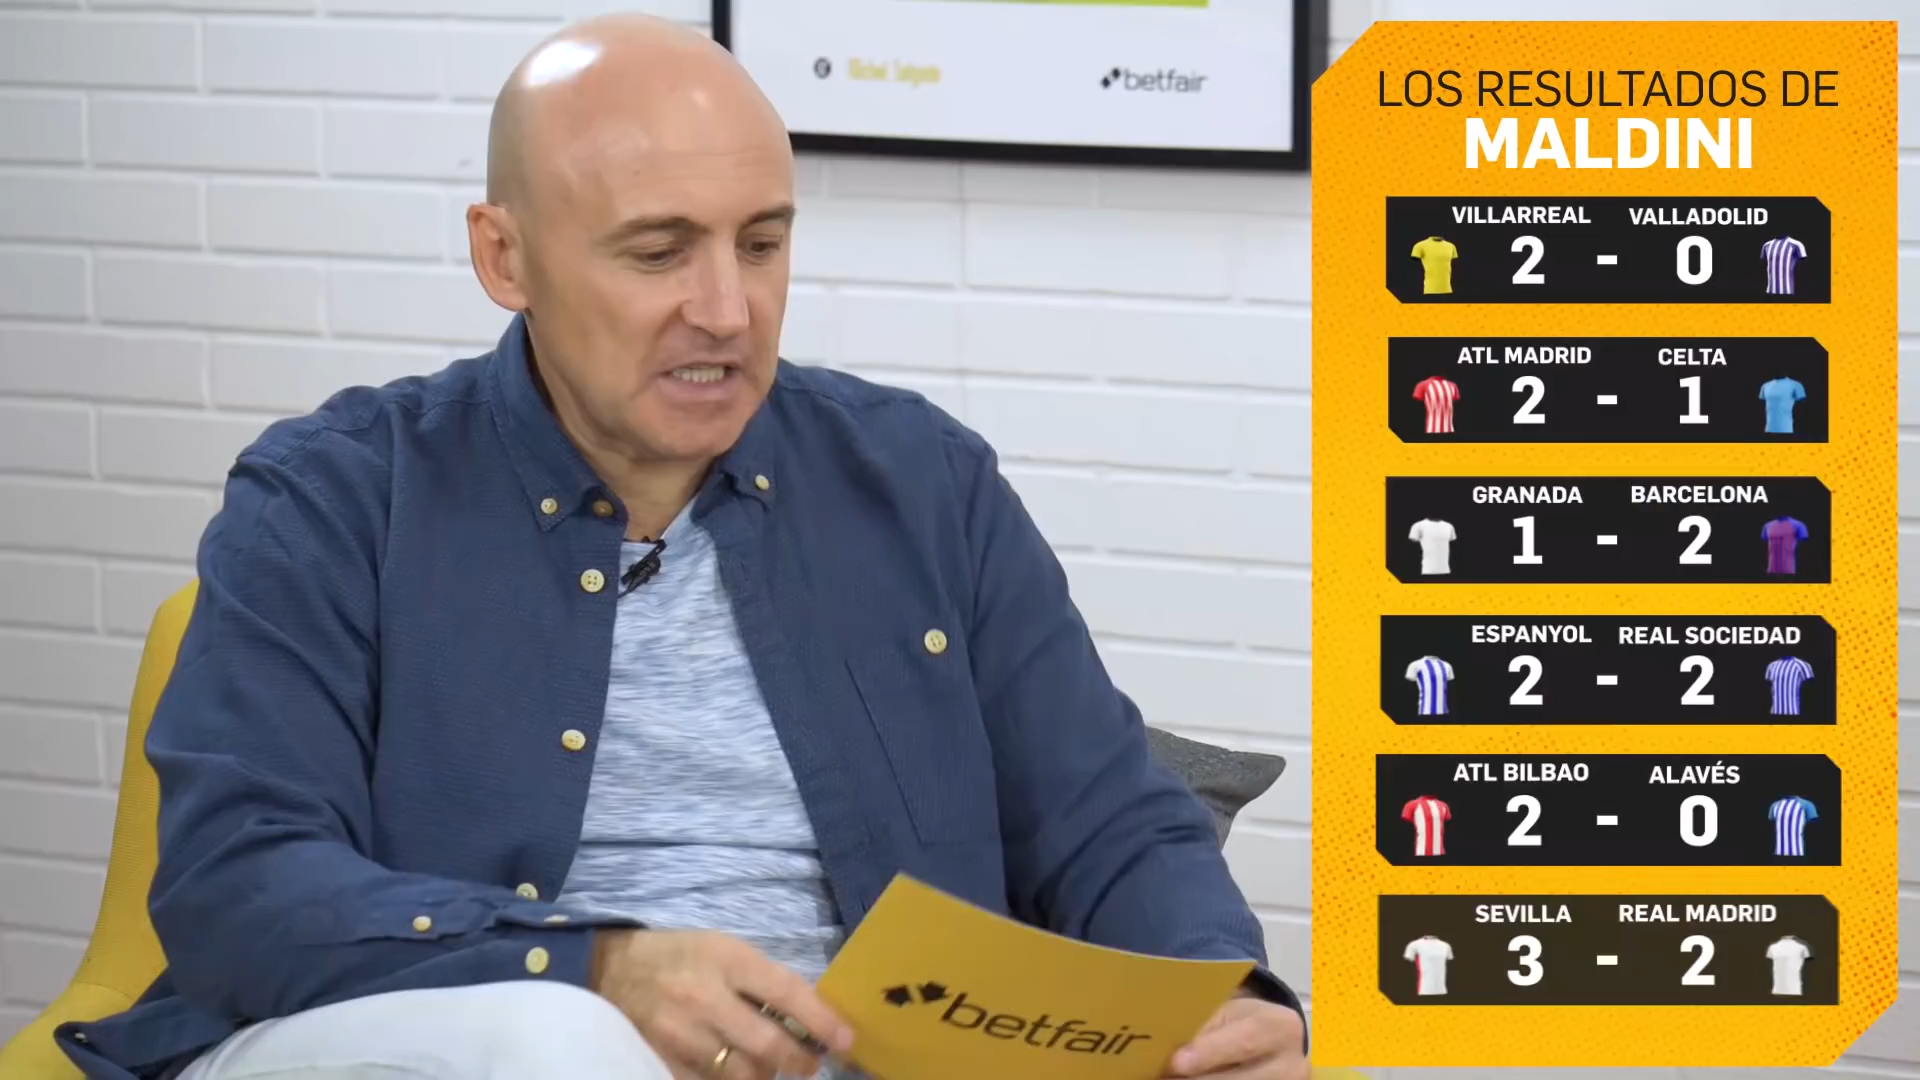 betfair
LOS RESULTADOS DE
MALDINI
VILLARREAL VALLADOLID
2 - 0
ATL MADRID CELTA
2 - 1
GRANADA BARCELONA
1 - 2
ESPANYOL REAL SOCIEDAD
2 - 2
ATL BILBAO ALAVÉS
2 - 0
SEVILLA REAL MADRID
3 - 2
betfair